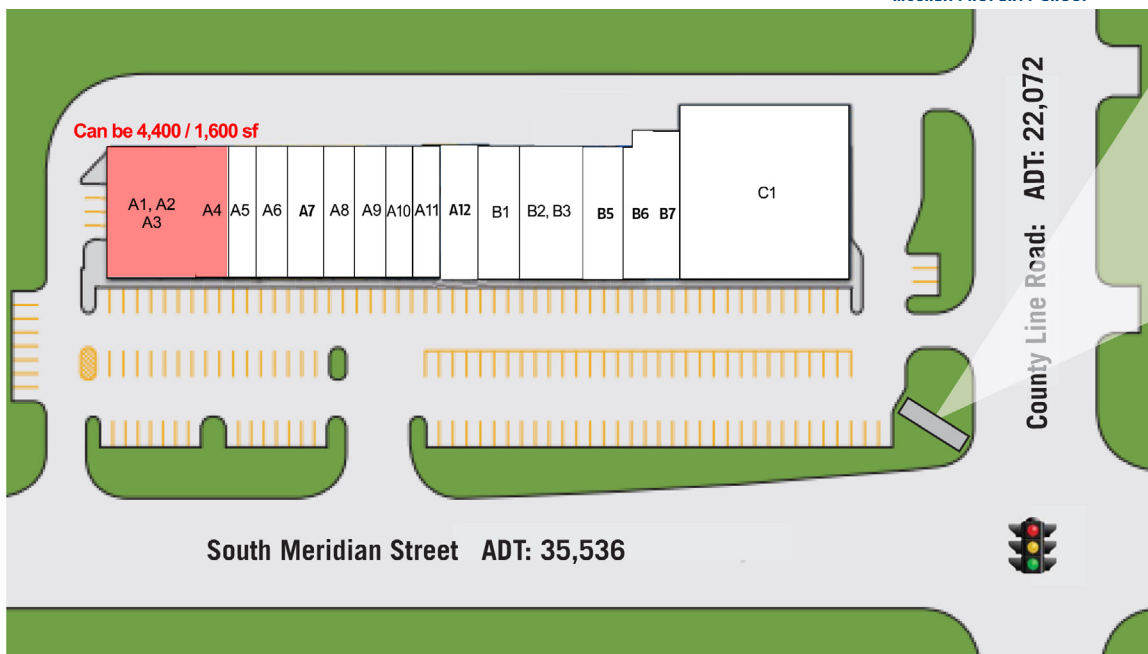 Can be 4,400 / 1,600 sf
A1, A2
A3
A4
A5
A6
A7
A8
A9
A10
A11
A12
B1
B2, B3
B5
B6
B7
C1
County Line Road: ADT: 22,072
South Meridian Street ADT: 35,536